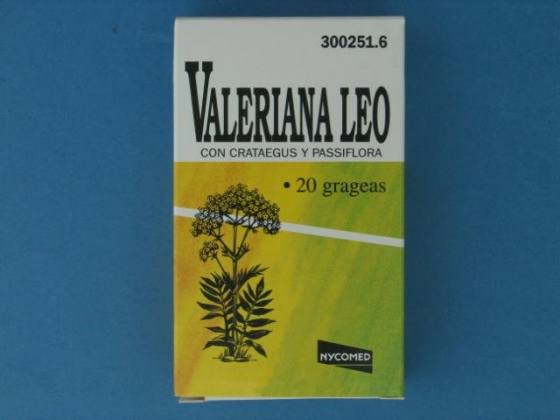 300251.6
VALERIANA LEO
CON CRATAEGUS Y PASSIFLORA
• 20 grageas
NYCOMED